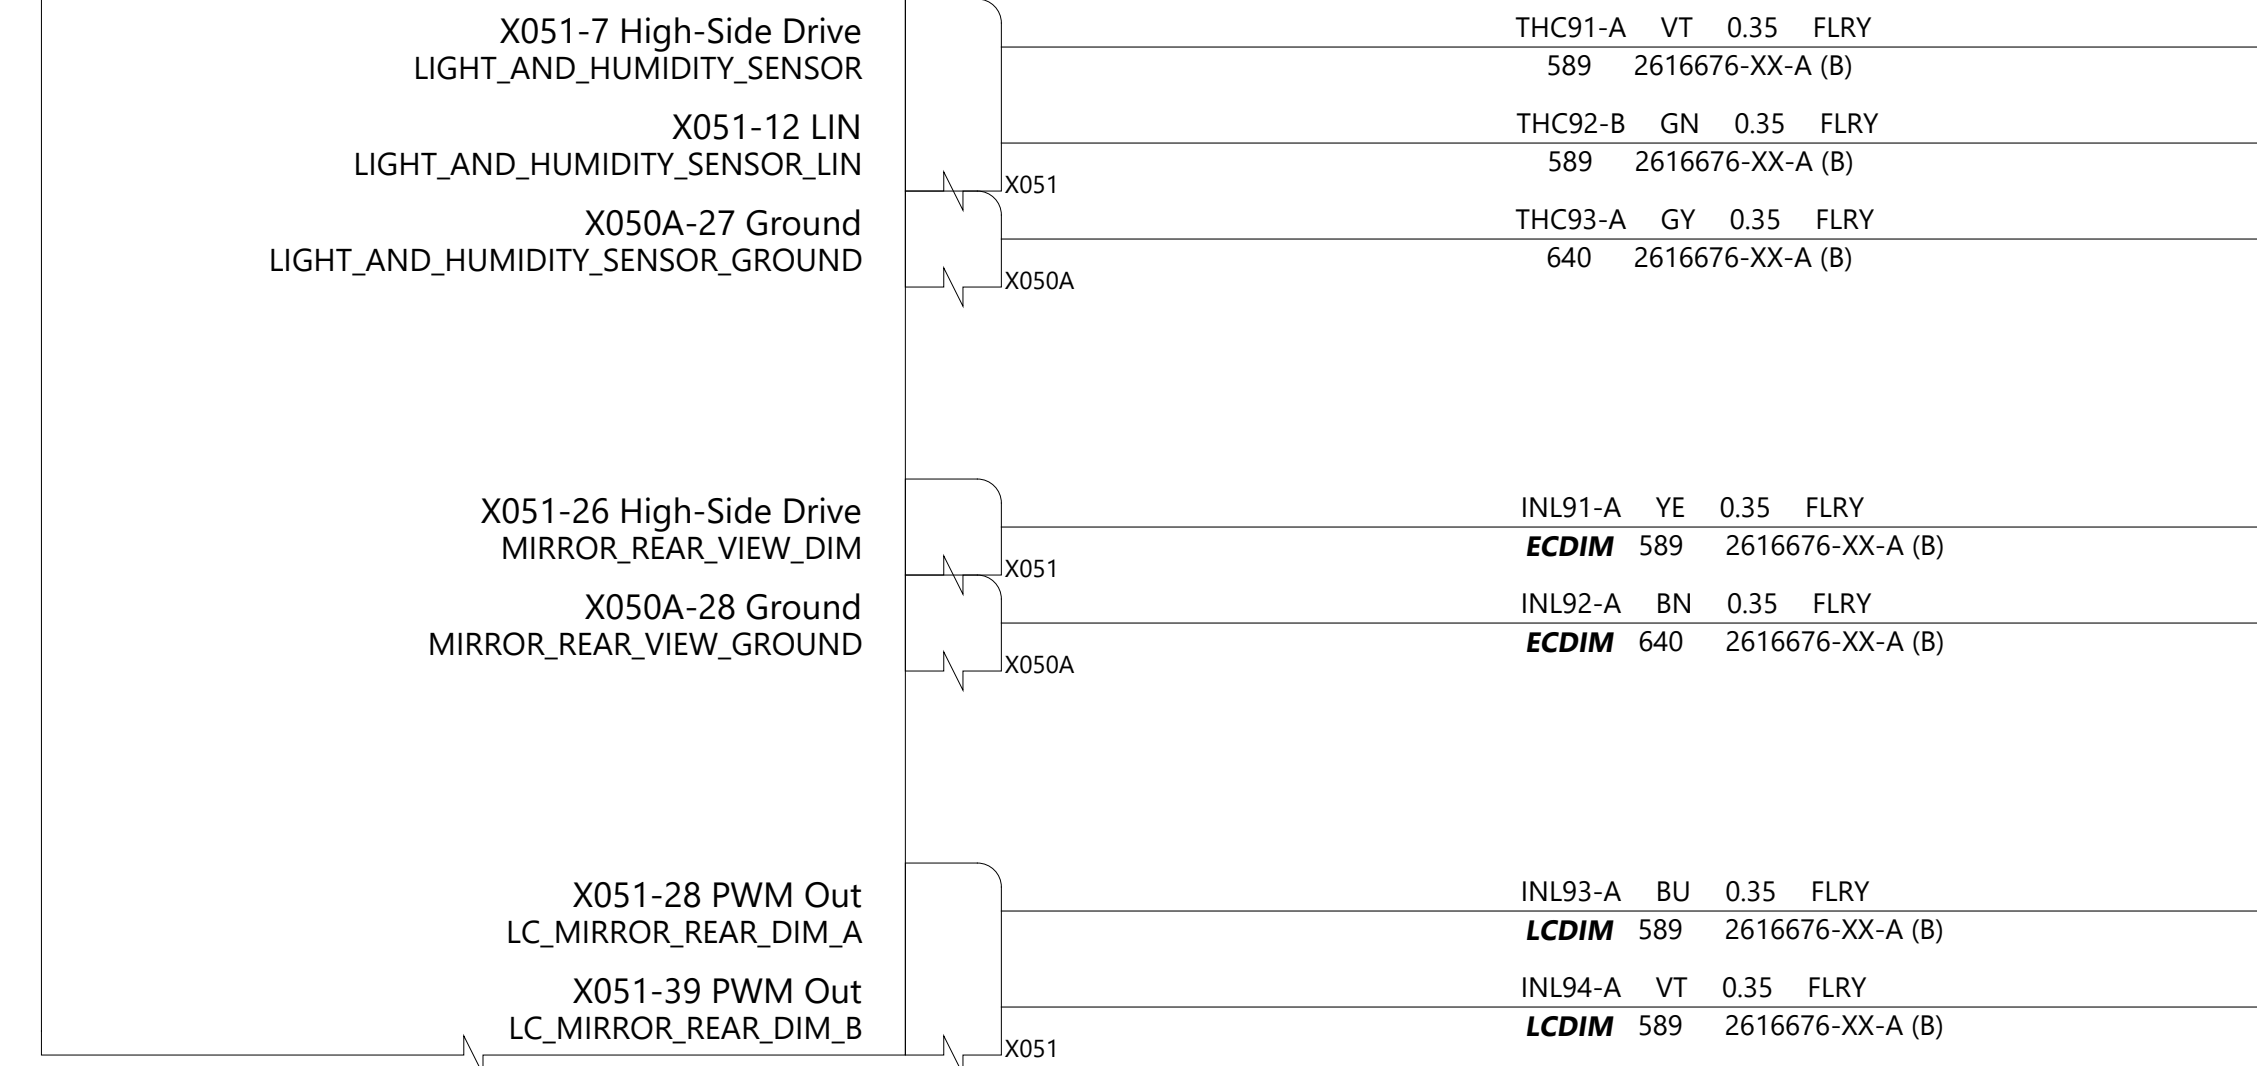 X051-7 High-Side Drive
LIGHT_AND_HUMIDITY_SENSOR
THC91-A VT 0.35 FLRY
589 2616676-XX-A (B)
X051-12 LIN
LIGHT_AND_HUMIDITY_SENSOR_LIN
THC92-B GN 0.35 FLRY
589 2616676-XX-A (B)
X051
X050A-27 Ground
LIGHT_AND_HUMIDITY_SENSOR_GROUND
THC93-A GY 0.35 FLRY
640 2616676-XX-A (B)
X050A
X051-26 High-Side Drive
MIRROR_REAR_VIEW_DIM
INL91-A YE 0.35 FLRY
ECDIM 589 2616676-XX-A (B)
X051
X050A-28 Ground
MIRROR_REAR_VIEW_GROUND
INL92-A BN 0.35 FLRY
ECDIM 640 2616676-XX-A (B)
X050A
X051-28 PWM Out
LC_MIRROR_REAR_DIM_A
INL93-A BU 0.35 FLRY
LCDIM 589 2616676-XX-A (B)
X051-39 PWM Out
LC_MIRROR_REAR_DIM_B
INL94-A VT 0.35 FLRY
LCDIM 589 2616676-XX-A (B)
X051